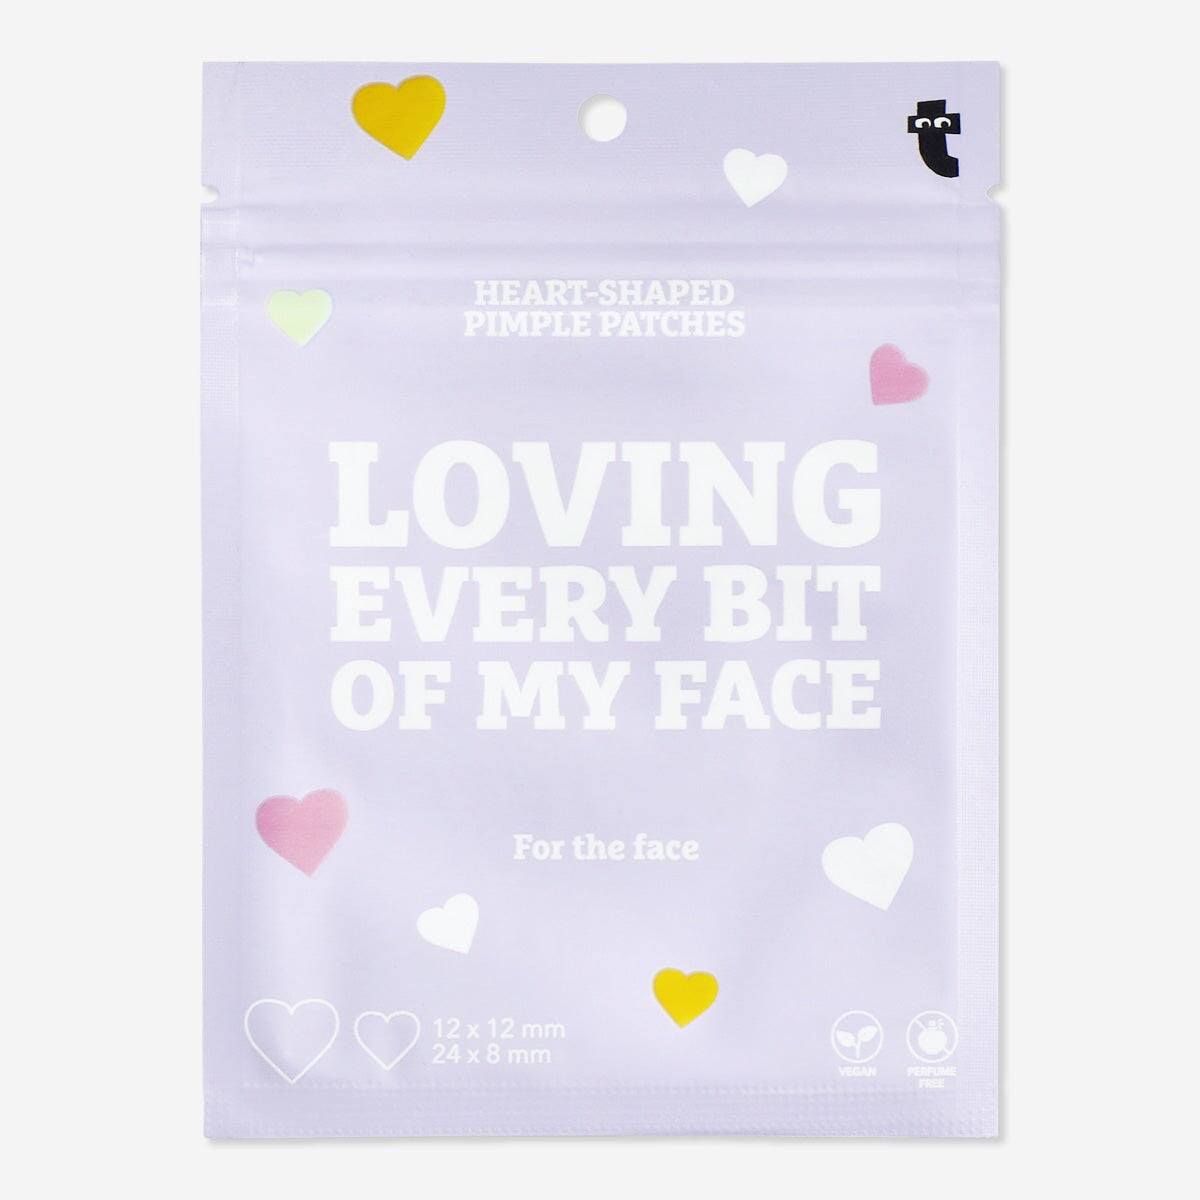 t
HEART-SHAPED
PIMPLE PATCHES
LOVING
EVERY BIT
OF MY FACE
For the face
12 x 12 mm
24 x 8 mm
VEGAN
PERFUME
FREE